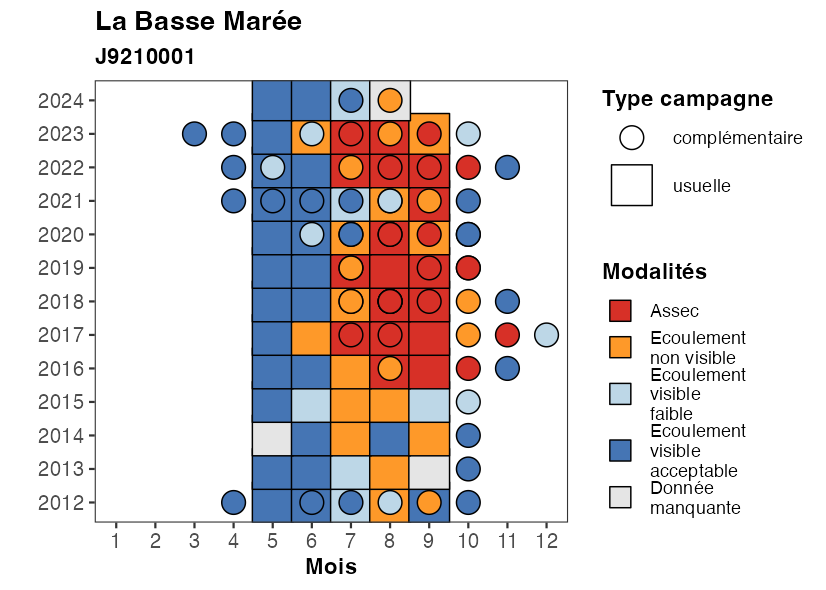 La Basse Marée
J9210001
2024
2023
2022
2021
2020
2019
2018
2017
2016
2015
2014
2013
2012
1 2 3 4 5 6 7 8 9 10 11 12
Mois
Type campagne
complémentaire
usuelle
Modalités
Assec
Ecoulement
non visible
Ecoulement
visible
faible
Ecoulement
visible
acceptable
Donnée
manquante